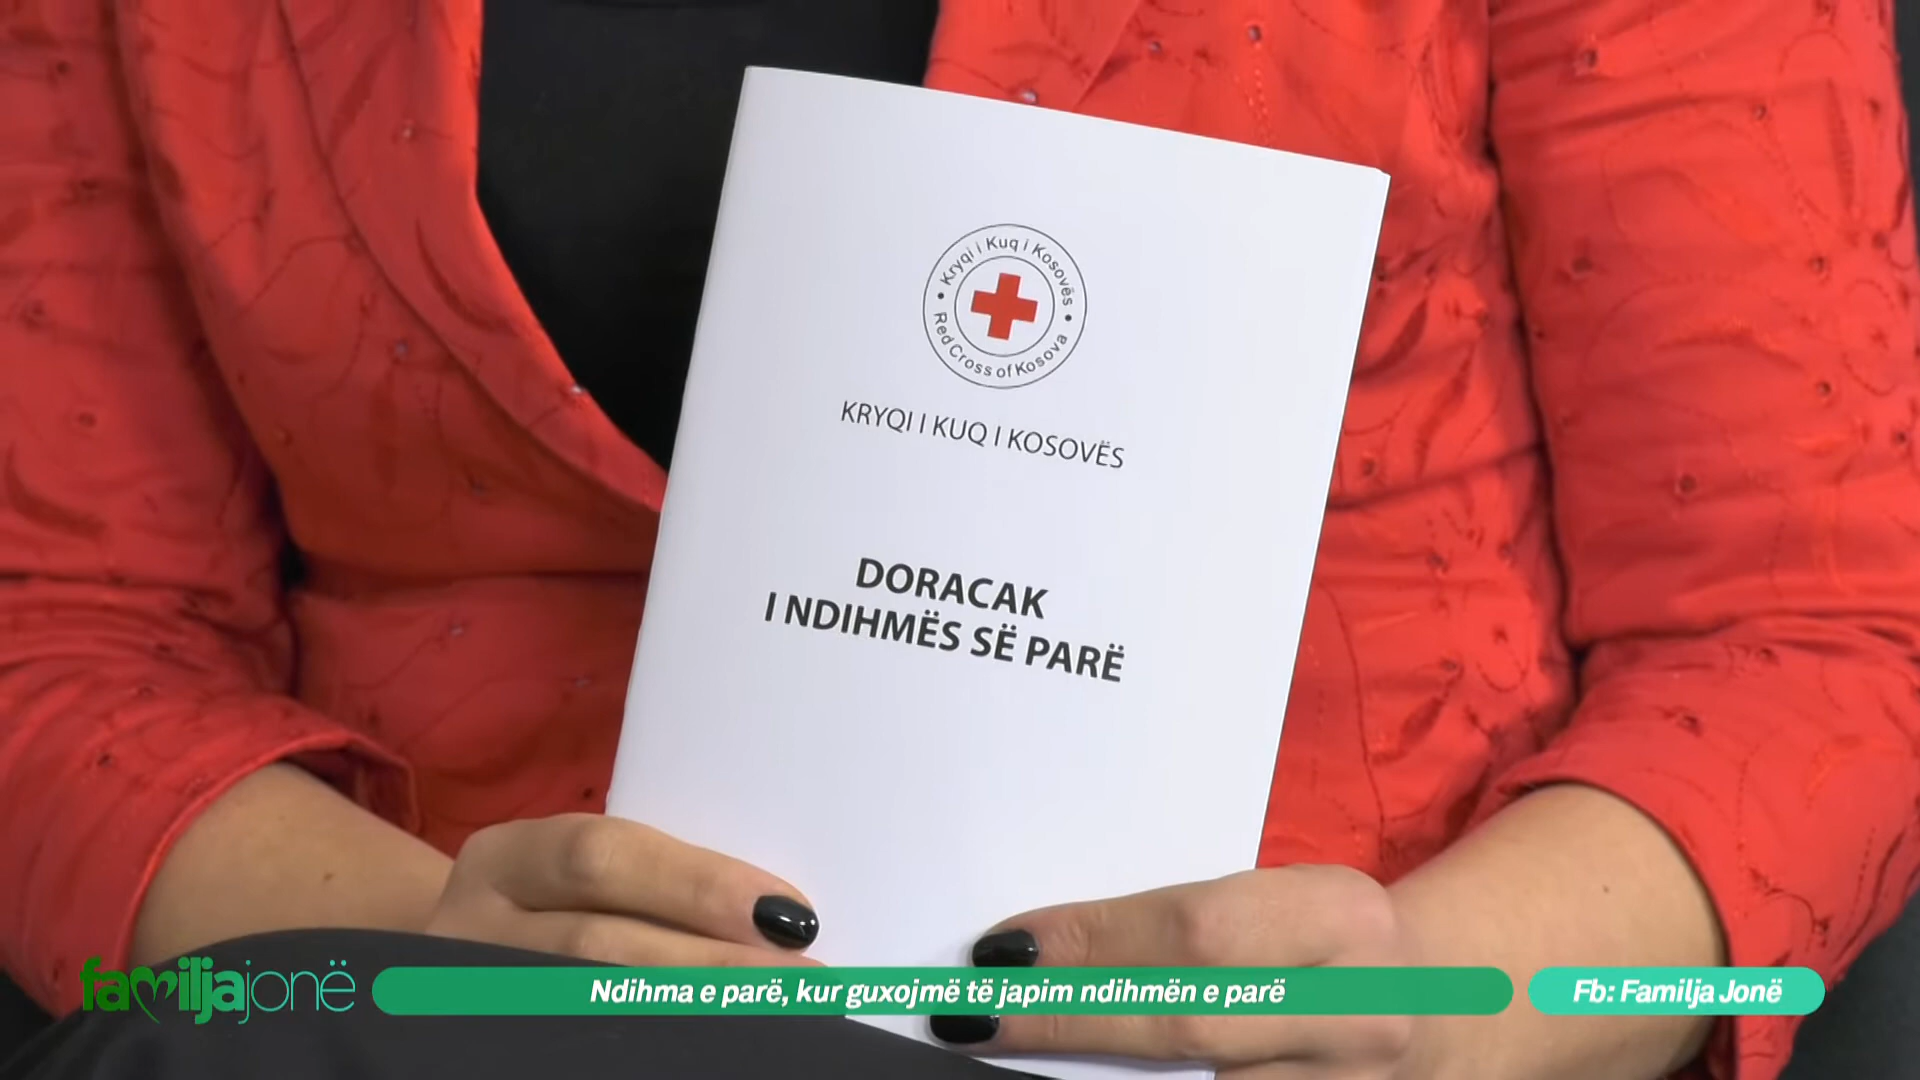 Kryqi i Kuq i Kosovës
Red Cross of Kosova
KRYQI I KUQ I KOSOVËS
DORACAK
I NDIHMËS SË PARË
familjajonë
Ndihma e parë, kur guxojmë të japim ndihmën e parë
Fb: Familja Jonë